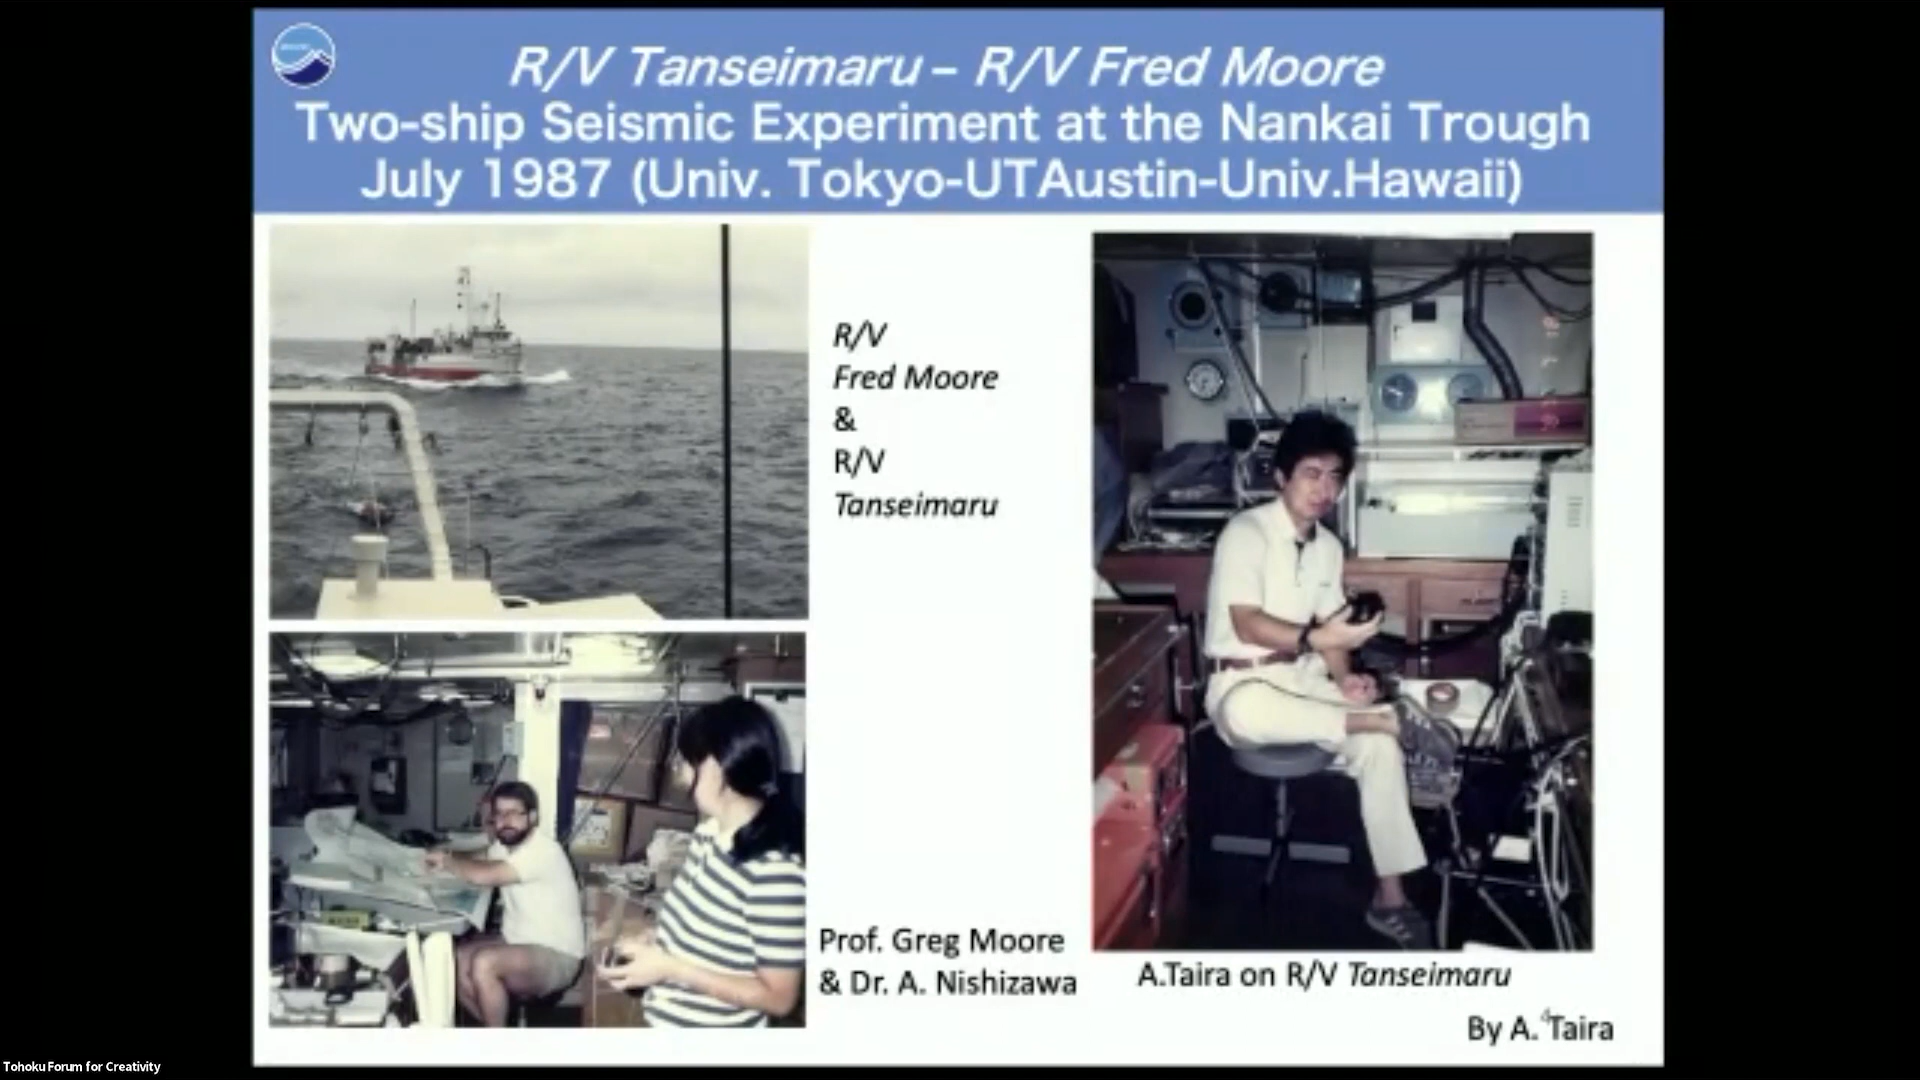 R/V Tanseimaru – R/V Fred Moore
Two-ship Seismic Experiment at the Nankai Trough
July 1987 (Univ. Tokyo-UTAustin-Univ.Hawaii)
R/V
Fred Moore
&
R/V
Tanseimaru
Prof. Greg Moore
& Dr. A. Nishizawa
A.Taira on R/V Tanseimaru
By A. Taira
4
Tohoku Forum for Creativity